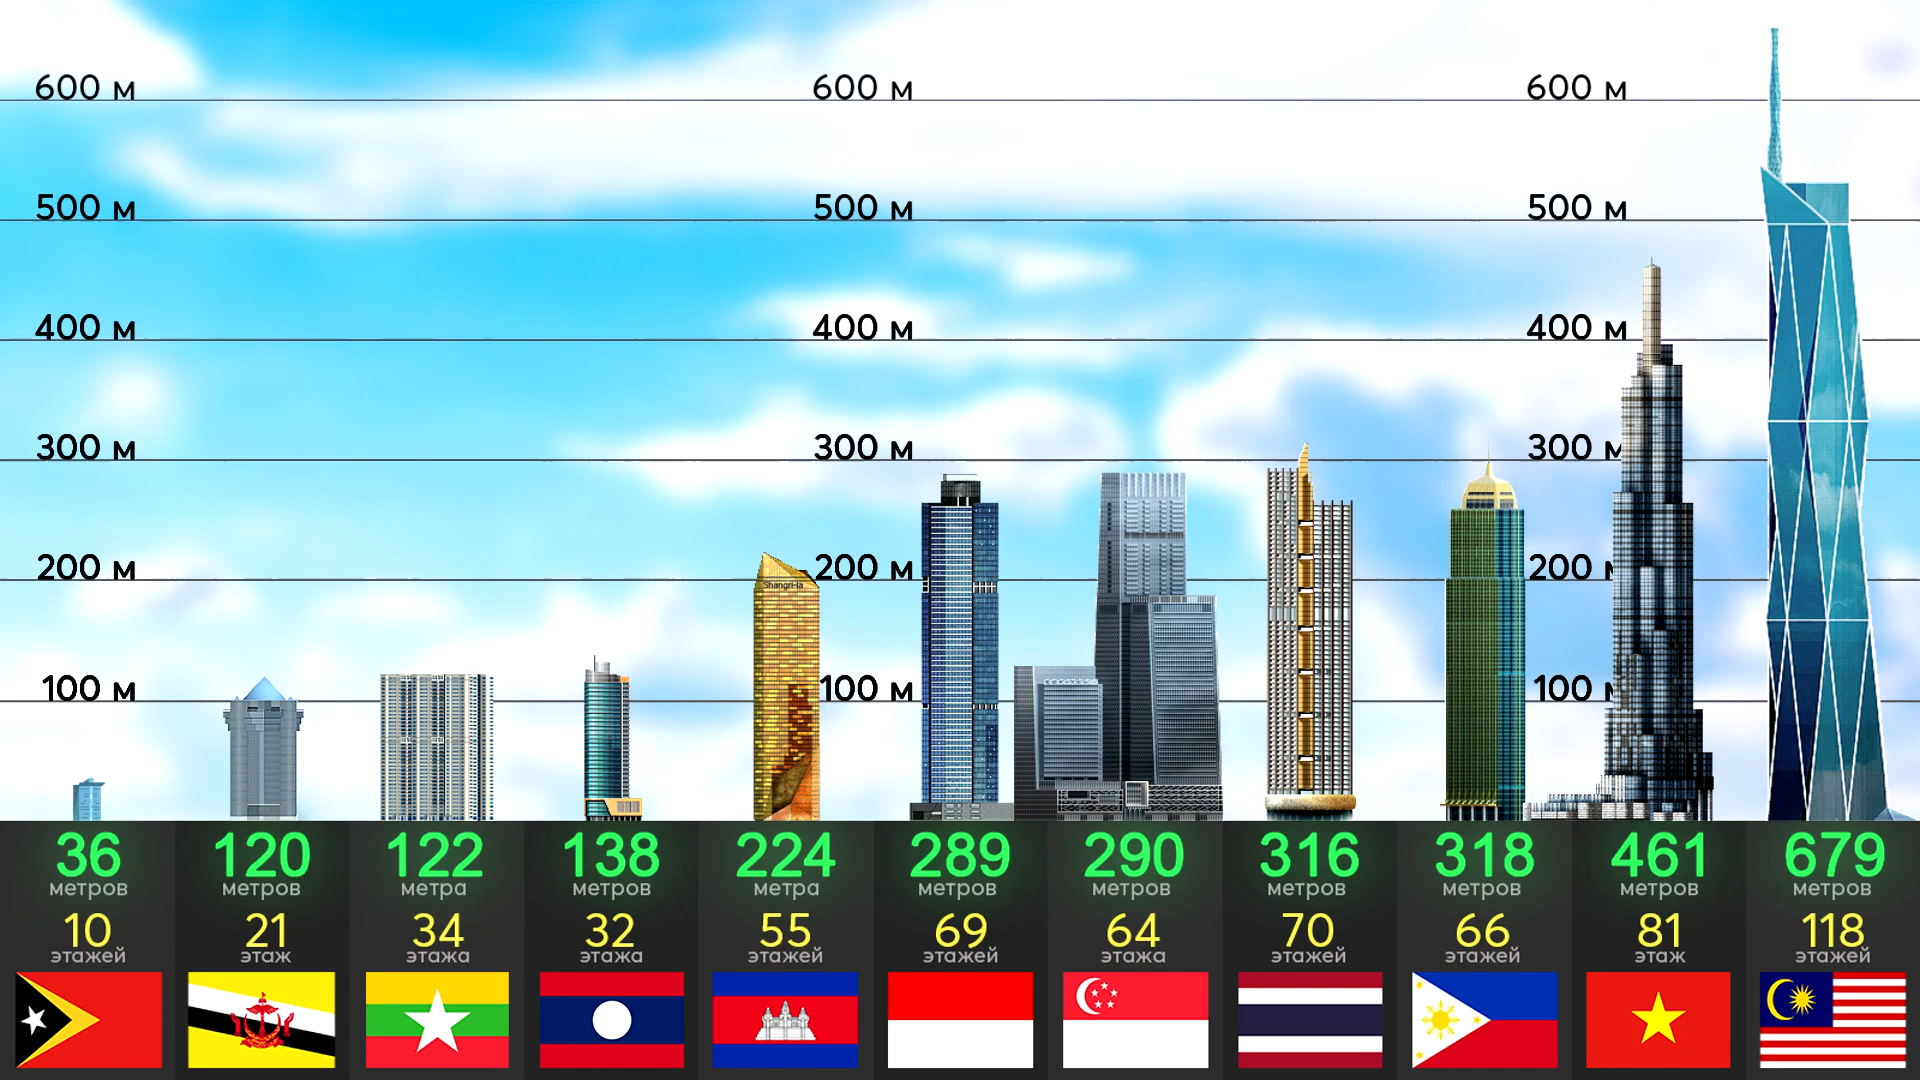 600 м 600 м 600 м
500 м 500 м 500 м
400 м 400 м 400 м
300 м 300 м 300 м
200 м 200 м 200
100 м 100 м 100
Shangri-la
36 120 122 138 224 289 290 316 318 461 679
метров метров метра метров метра метров метров метров метров метров метров
10 21 34 32 55 69 64 70 66 81 118
этажей этаж этажа этажа этажей этажей этажа этажей этажей этаж этажей